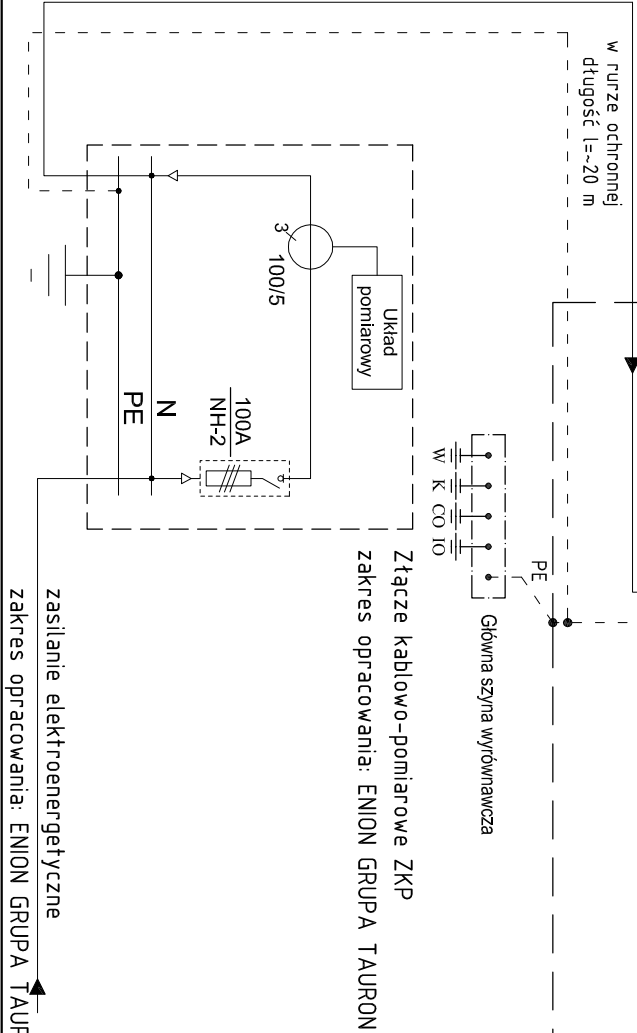 w rurze ochronnej
długość l=~20 m
Układ
pomiarowy
3
100/5
100A
NH-2
N
PE
W
K
CO
IO
PE
Główna szyna wyrównawcza
Złącze kablowo-pomiarowe ZKP
zakres opracowania: ENION GRUPA TAURON
zasilanie elektroenergetyczne
zakres opracowania: ENION GRUPA TAUR